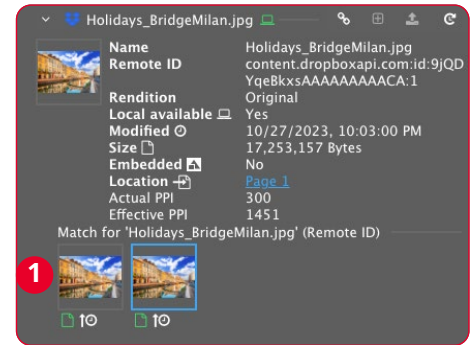 Holidays_BridgeMilan.jpg
Name Holidays_BridgeMilan.jpg
Remote ID content.dropboxapi.com:id:9jQD
YqeBkxsAAAAAAAAACA:1
Rendition Original
Local available Yes
Modified 10/27/2023, 10:03:00 PM
Size 17,253,157 Bytes
Embedded No
Location Page 1
Actual PPI 300
Effective PPI 1451
Match for 'Holidays_BridgeMilan.jpg' (Remote ID)
1